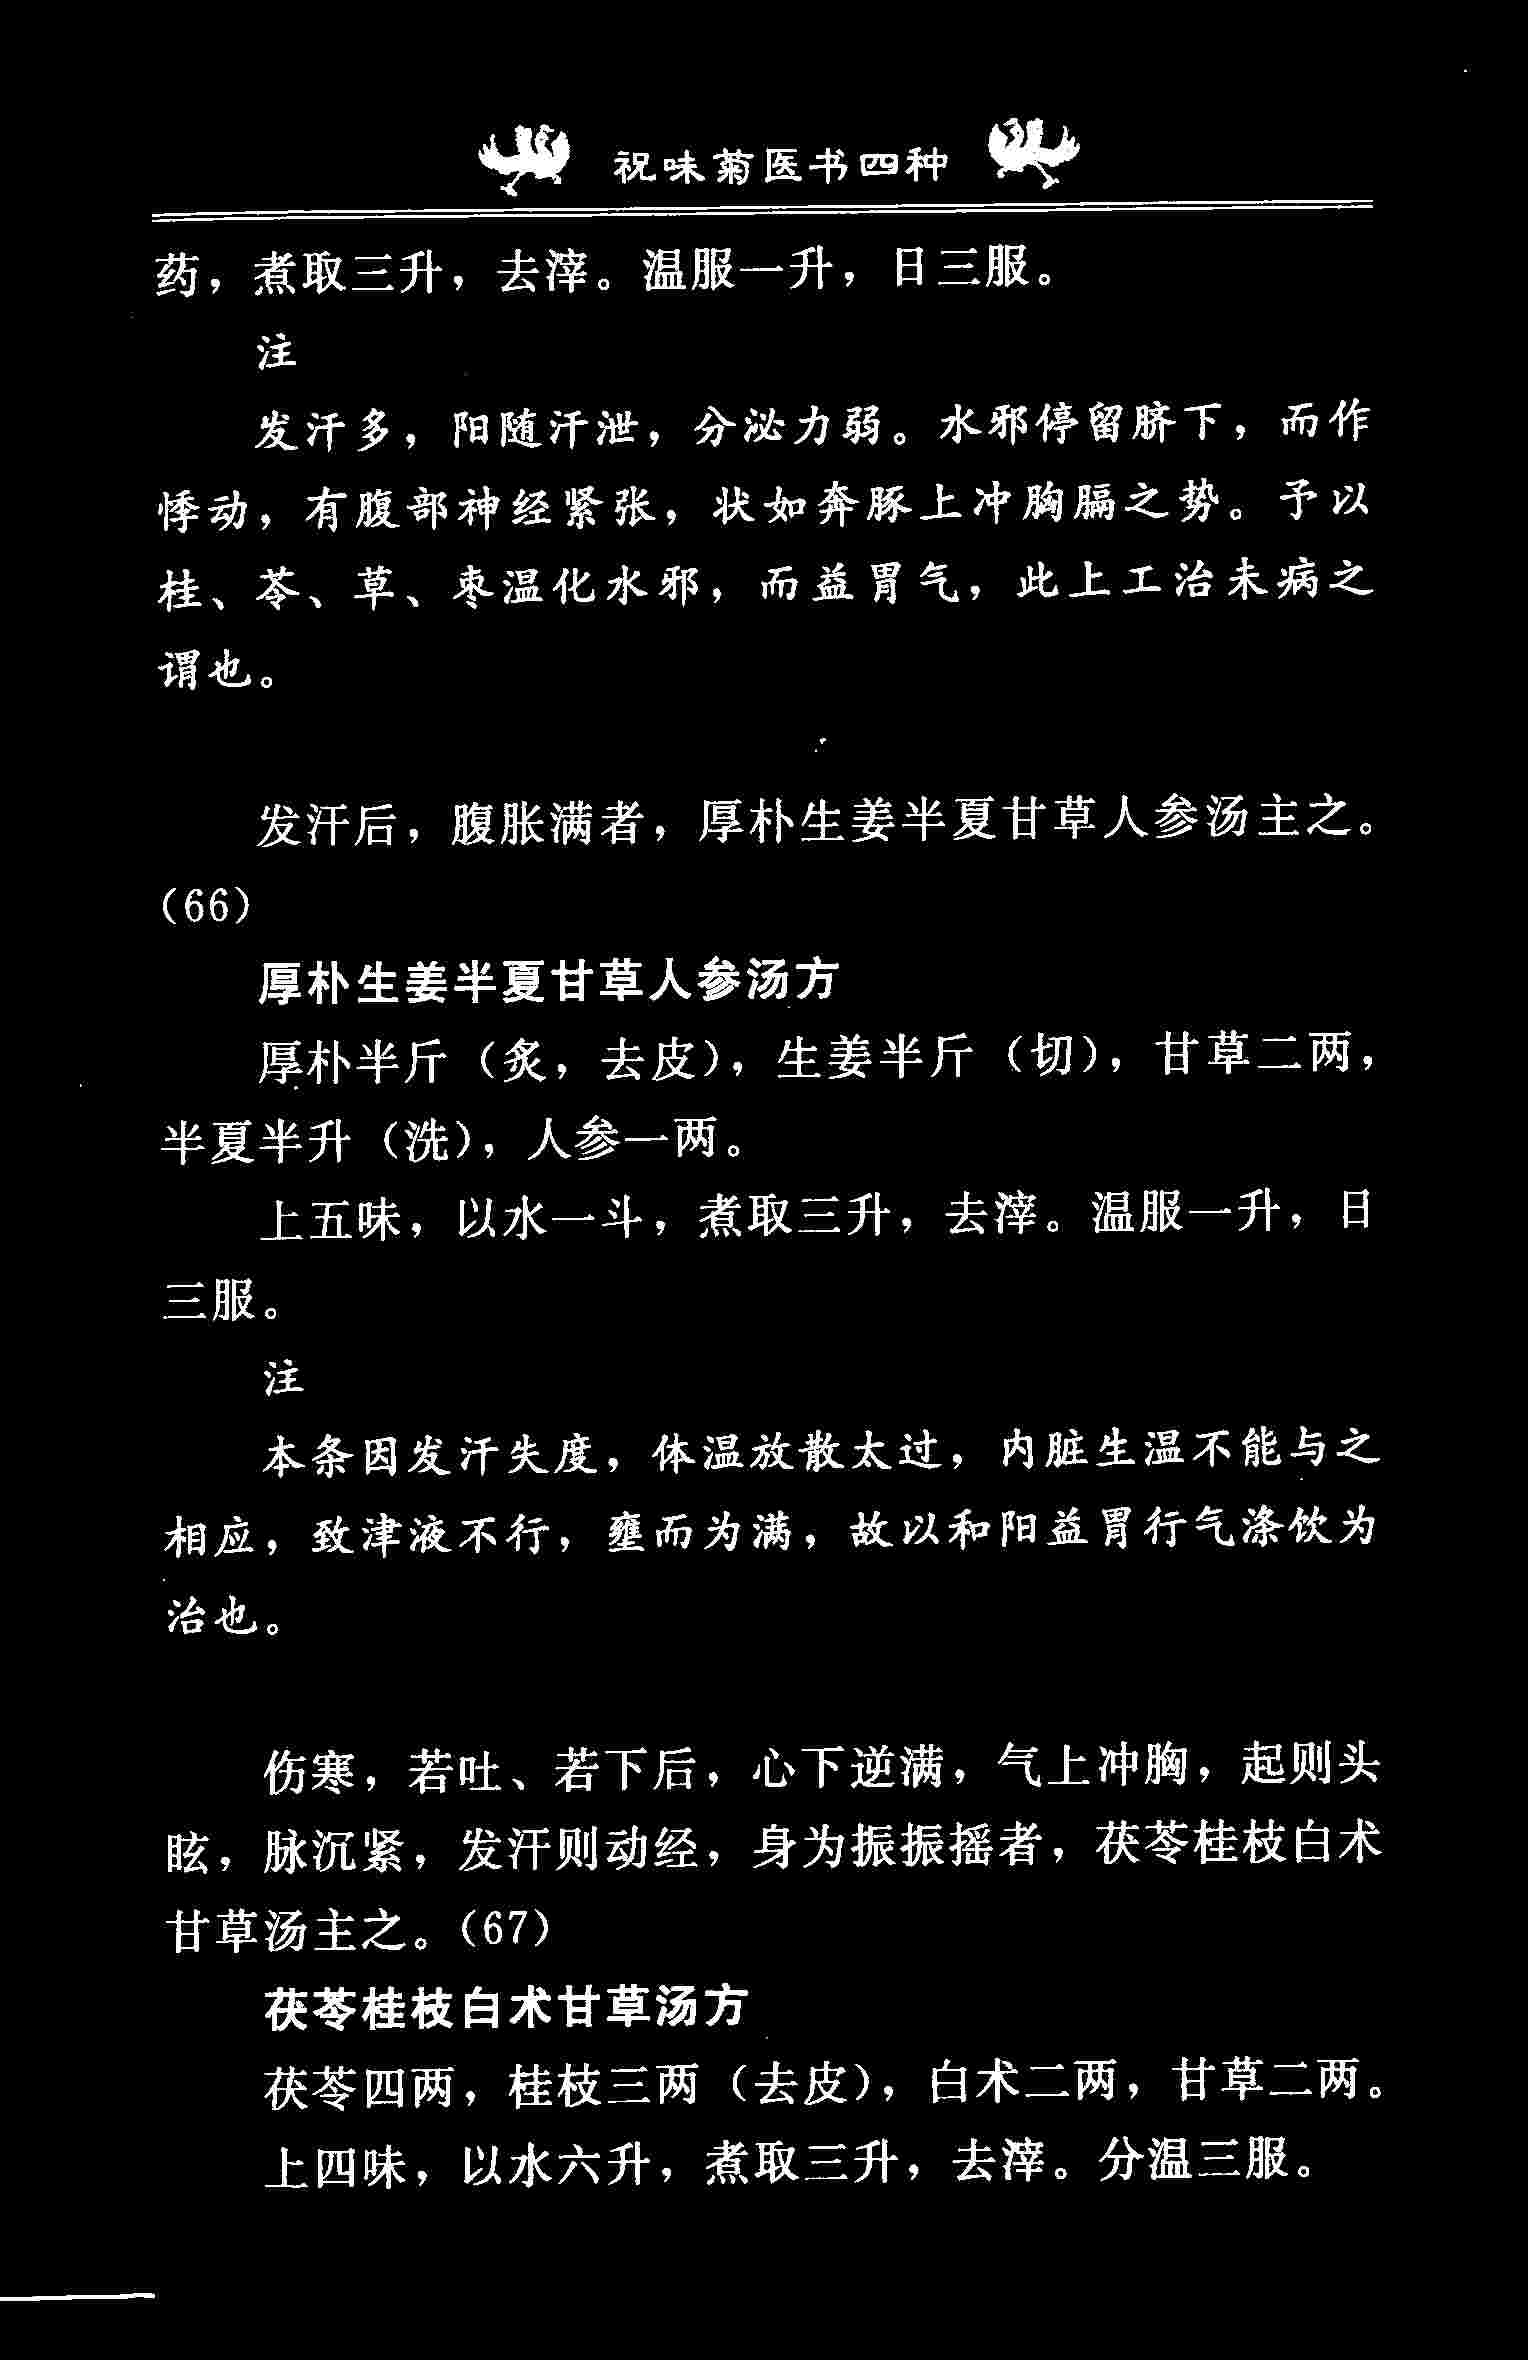 祝味菊医书四种
药，煮取三升，去滓。温服一升，日三服。
注
发汗多，阳随汗泄，分泌力弱。水邪停留脐下，而作
悸动，有腹部神经紧张，状如奔豚上冲胸膈之势。予以
桂、苓、草、枣温化水邪，而益胃气，此上工治未病之
谓也。
发汗后，腹胀满者，厚朴生姜半夏甘草人参汤主之。
(66)
厚朴生姜半夏甘草人参汤方
厚朴半斤（炙，去皮），生姜半斤（切），甘草二两，
半夏半升（洗），人参一两。
上五味，以水一斗，煮取三升，去滓。温服一升，日
三服。
注
本条因发汗失度，体温放散太过，内脏生温不能与之
相应，致津液不行，壅而为满，故以和阳益胃行气涤饮为
治也。
伤寒，若吐、若下后，心下逆满，气上冲胸，起则头
眩，脉沉紧，发汗则动经，身为振振摇者，茯苓桂枝白术
甘草汤主之。(67)
茯苓桂枝白术甘草汤方
茯苓四两，桂枝三两（去皮），白术二两，甘草二两。
上四味，以水六升，煮取三升，去滓。分温三服。